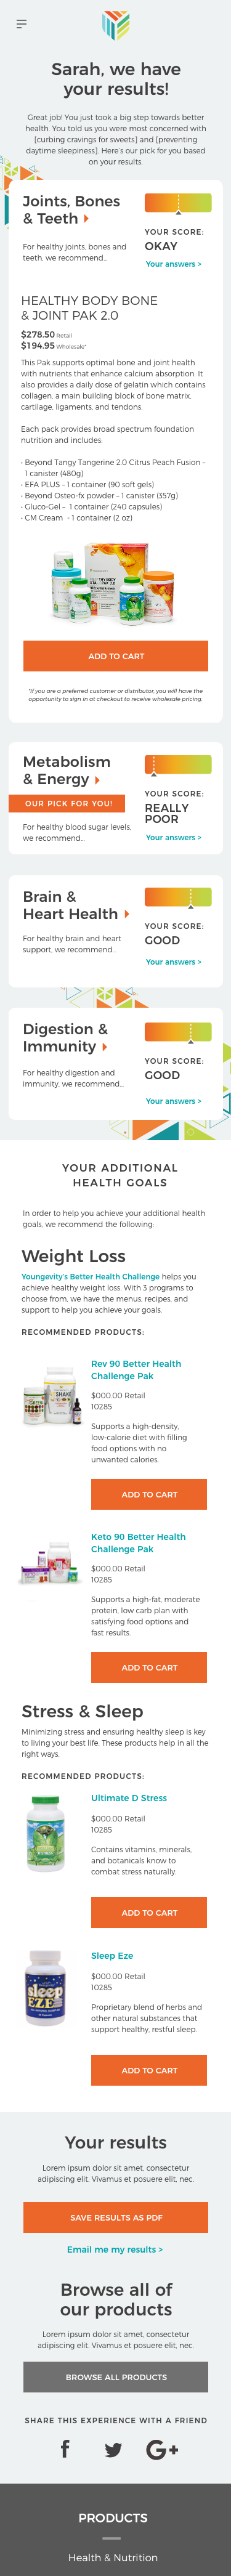 Sarah, we have
your results!
Great job! You just took a big step towards better
health. You told us you were most concerned with
[curbing cravings for sweets] and [preventing
daytime sleepiness]. Here's our pick for you based
on your results.
Joints, Bones
& Teeth
For healthy joints, bones and
teeth, we recommend...
YOUR SCORE:
OKAY
Your answers >
HEALTHY BODY BONE
& JOINT PAK 2.0
$278.50 Retail
$194.95 Wholesale*
This Pak supports optimal bone and joint health
with nutrients that enhance calcium absorption. It
also provides a daily dose of gelatin which contains
collagen, a main building block of bone matrix,
cartilage, ligaments, and tendons.
Each pack provides broad spectrum foundation
nutrition and includes:
- Beyond Tangy Tangerine 2.0 Citrus Peach Fusion –
1 canister (480g)
- EFA PLUS – 1 container (90 soft gels)
- Beyond Osteo-fx powder – 1 canister (357g)
- Gluco-Gel – 1 container (240 capsules)
- CM Cream - 1 container (2 oz)
ADD TO CART
*If you are a preferred customer or distributor, you will have the
opportunity to sign in at checkout to receive wholesale pricing.
Metabolism
& Energy
OUR PICK FOR YOU!
For healthy blood sugar levels,
we recommend...
YOUR SCORE:
REALLY
POOR
Your answers >
Brain &
Heart Health
For healthy brain and heart
support, we recommend...
YOUR SCORE:
GOOD
Your answers >
Digestion &
Immunity
For healthy digestion and
immunity, we recommend...
YOUR SCORE:
GOOD
Your answers >
YOUR ADDITIONAL
HEALTH GOALS
In order to help you achieve your additional health
goals, we recommend the following:
Weight Loss
Youngevity's Better Health Challenge helps you
achieve healthy weight loss. With 3 programs to
choose from, we have the menus, recipes, and
support to help you achieve your goals.
RECOMMENDED PRODUCTS:
Rev 90 Better Health
Challenge Pak
$000.00 Retail
10285
Supports a high-density,
low-calorie diet with filling
food options with no
unwanted calories.
ADD TO CART
Keto 90 Better Health
Challenge Pak
$000.00 Retail
10285
Supports a high-fat, moderate
protein, low carb plan with
satisfying food options and
fast results.
ADD TO CART
Stress & Sleep
Minimizing stress and ensuring healthy sleep is key
to living your best life. These products help in all the
right ways.
RECOMMENDED PRODUCTS:
Ultimate D Stress
$000.00 Retail
10285
Contains vitamins, minerals,
and botanicals know to
combat stress naturally.
ADD TO CART
sleep
EZE
Sleep Eze
$000.00 Retail
10285
Proprietary blend of herbs and
other natural substances that
support healthy, restful sleep.
ADD TO CART
Your results
Lorem ipsum dolor sit amet, consectetur
adipiscing elit. Vivamus et posuere elit, nec.
SAVE RESULTS AS PDF
Email me my results >
Browse all of
our products
Lorem ipsum dolor sit amet, consectetur
adipiscing elit. Vivamus et posuere elit, nec.
BROWSE ALL PRODUCTS
SHARE THIS EXPERIENCE WITH A FRIEND
PRODUCTS
Health & Nutrition